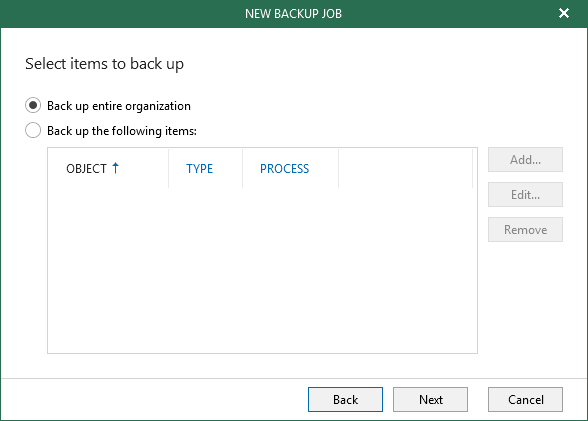 NEW BACKUP JOB
Select items to back up
Back up entire organization
Back up the following items:
OBJECT TYPE PROCESS
Add...
Edit...
Remove
Back Next Cancel